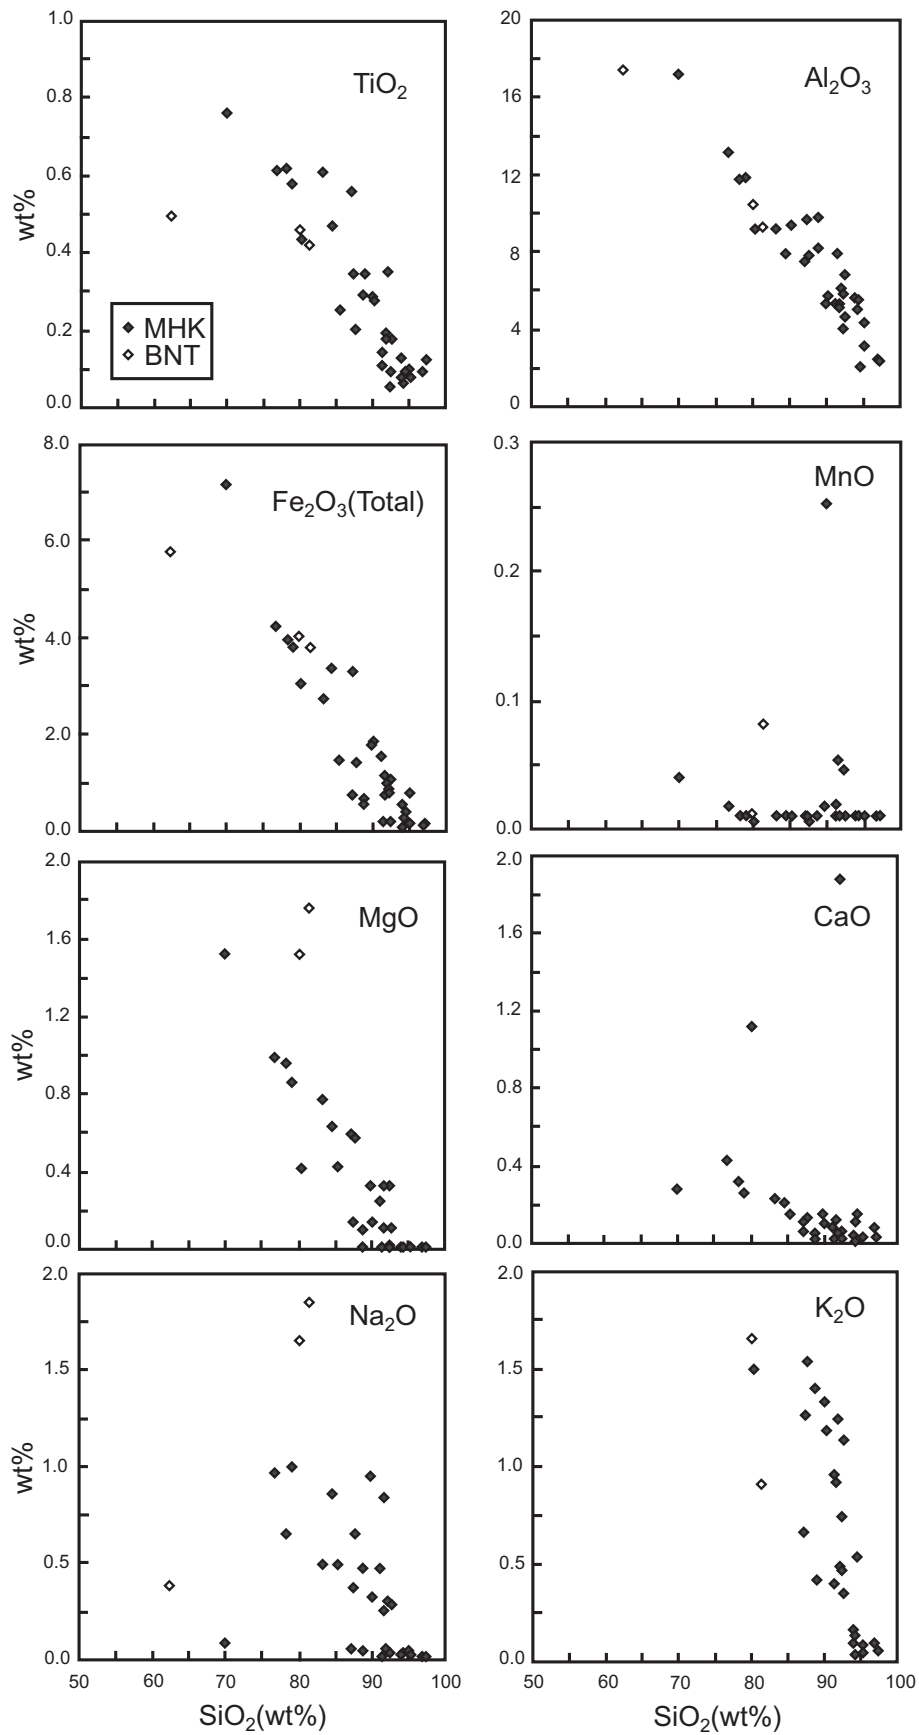 1.0
0.8
0.6
0.4
0.2
0.0
wt%
TiO₂
MHK
BNT
20
16
12
8
4
0
Al₂O₃
8.0
6.0
4.0
2.0
0.0
wt%
Fe₂O₃(Total)
0.3
0.2
0.1
0.0
MnO
2.0
1.6
1.2
0.8
0.4
0.0
wt%
MgO
2.0
1.6
1.2
0.8
0.4
0.0
CaO
2.0
1.5
1.0
0.5
0.0
wt%
Na₂O
50 60 70 80 90 100
SiO₂(wt%)
2.0
1.5
1.0
0.5
0.0
K₂O
50 60 70 80 90 100
SiO₂(wt%)